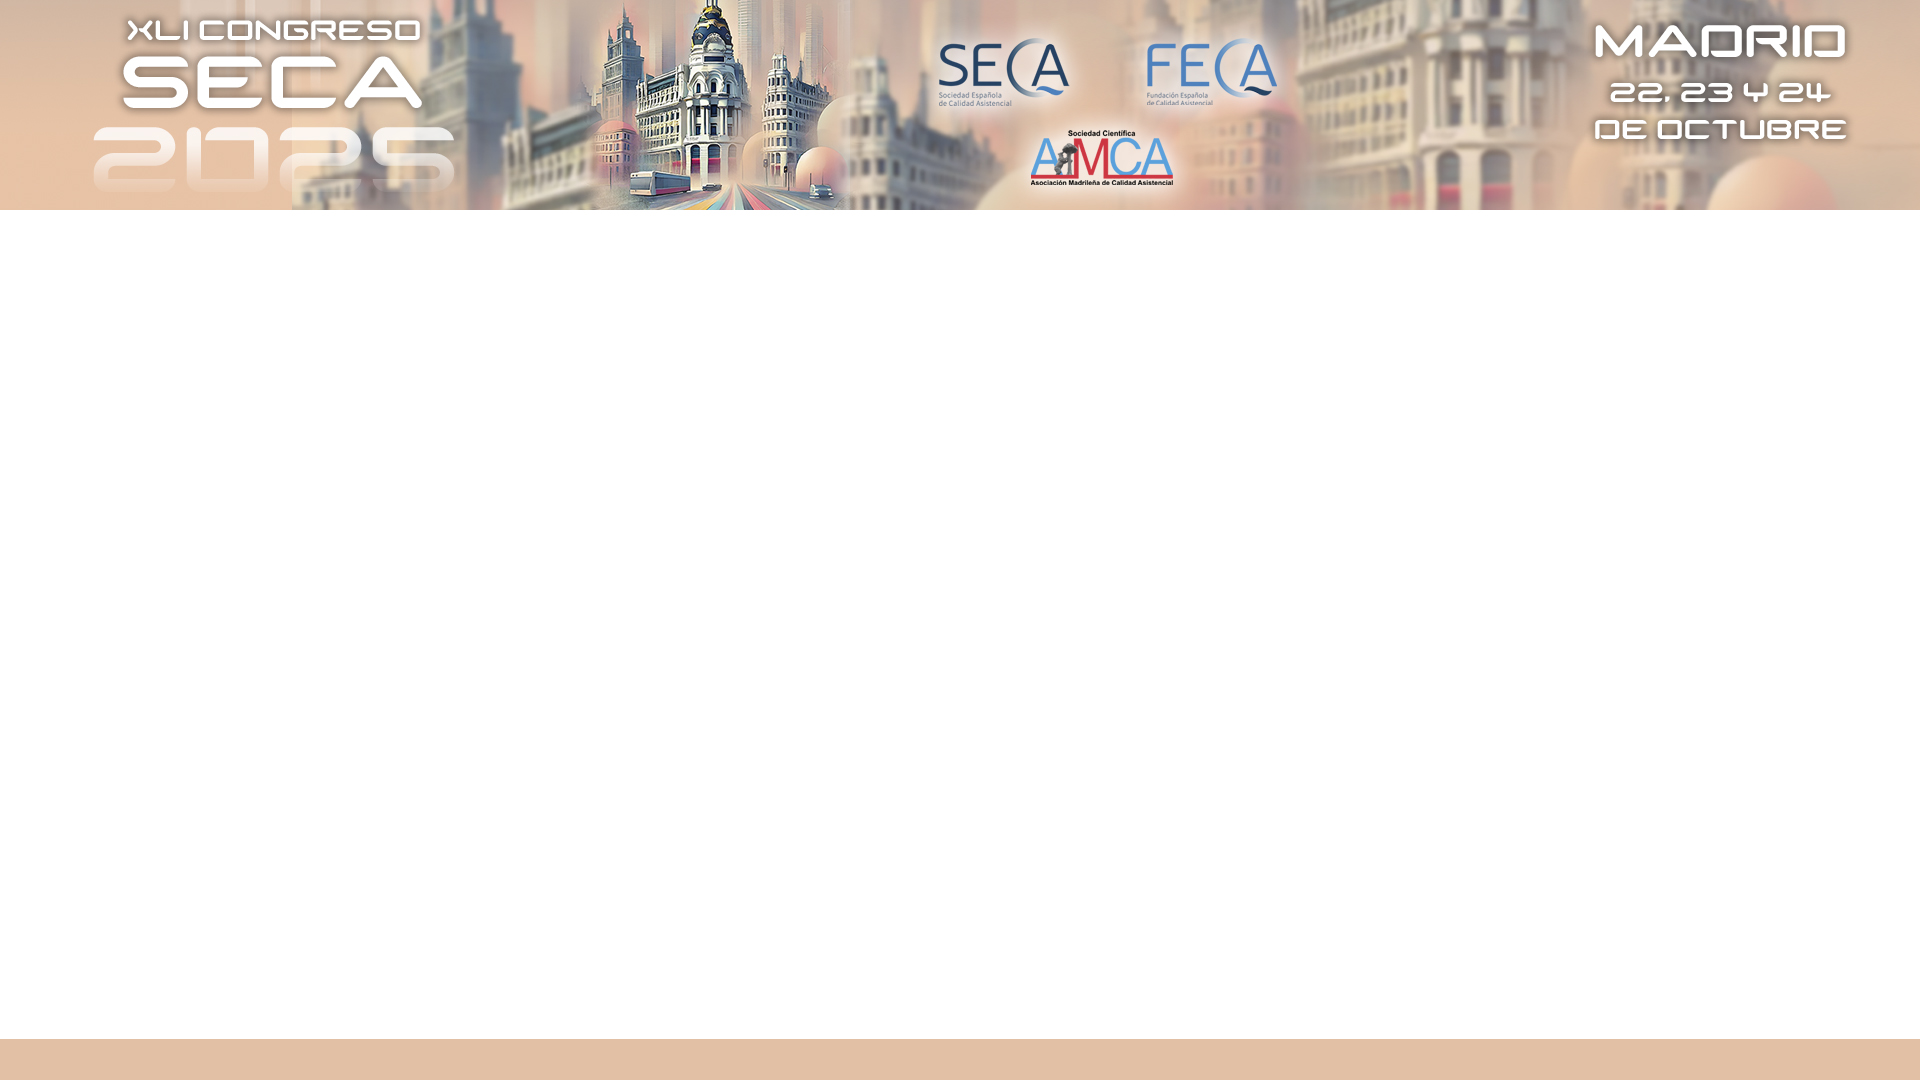 XLI CONGRESO
SECA
2025
SECA
Sociedad Española
de Calidad Asistencial
FECA
Fundación Española
de Calidad Asistencial
Sociedad Científica
AMCA
Asociación Madrileña de Calidad Asistencial
MADRID
22, 23 Y 24
DE OCTUBRE